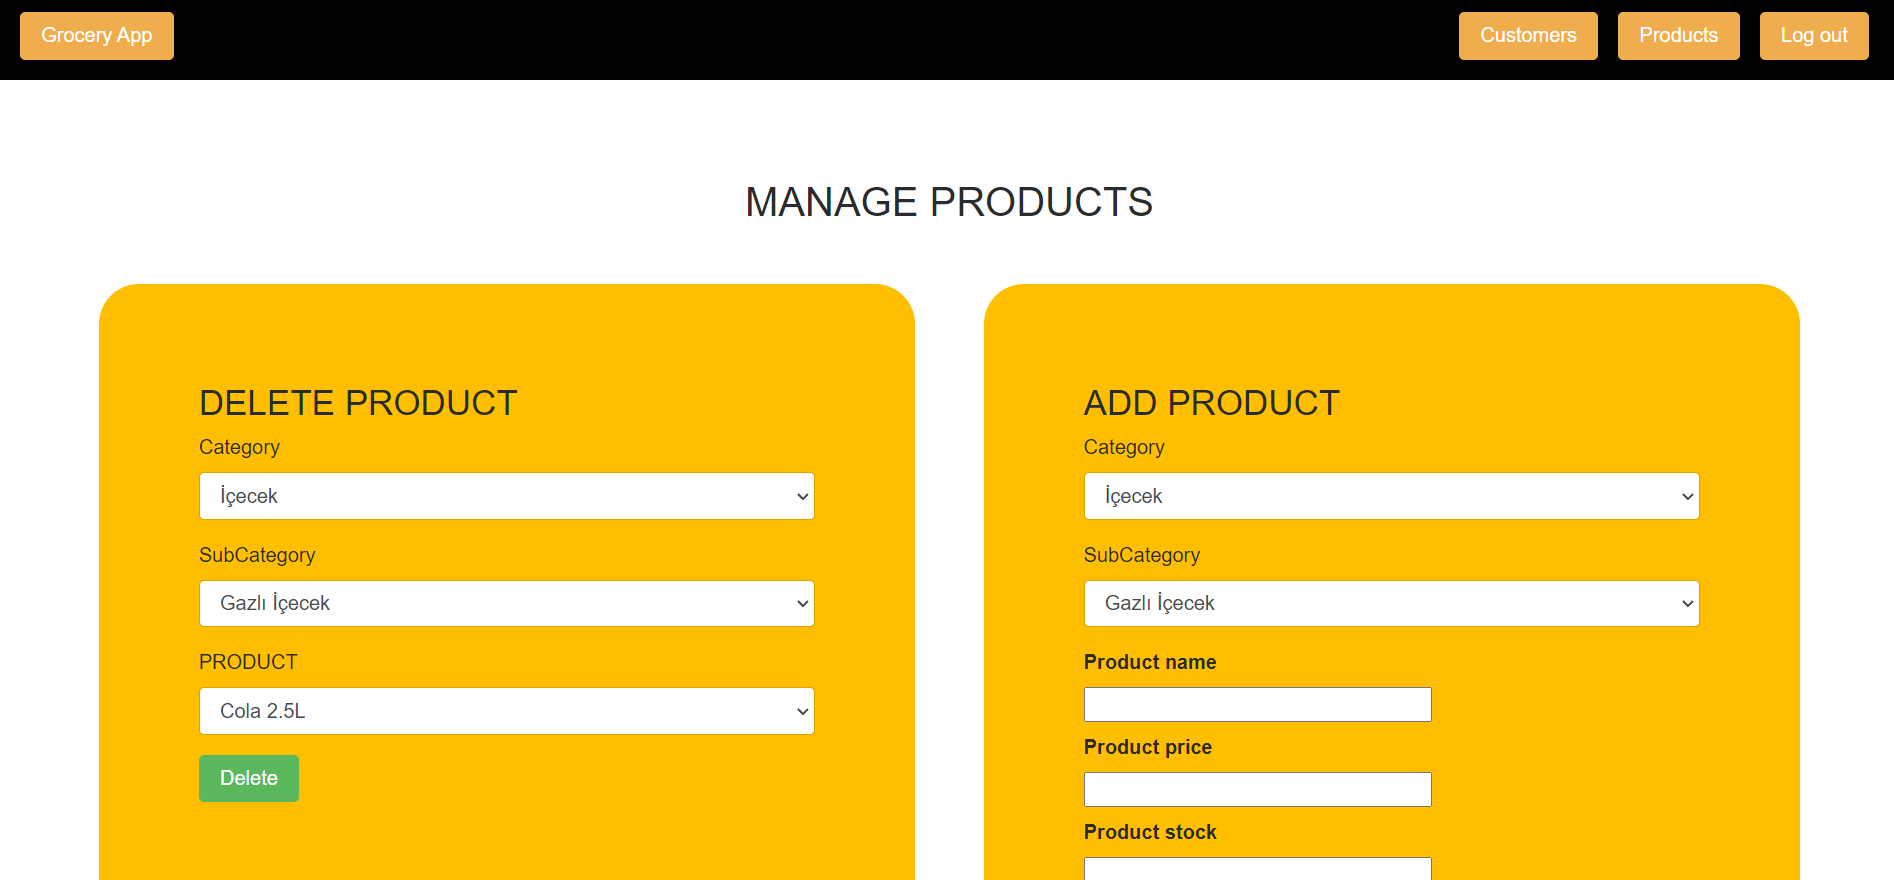 Grocery App
Customers
Products
Log out
MANAGE PRODUCTS
DELETE PRODUCT
Category
İçecek
SubCategory
Gazlı İçecek
PRODUCT
Cola 2.5L
Delete
ADD PRODUCT
Category
İçecek
SubCategory
Gazlı İçecek
Product name
Product price
Product stock